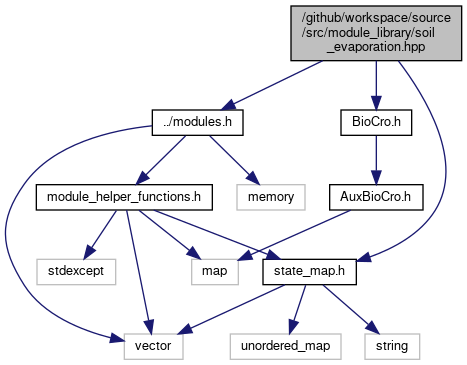 /github/workspace/source
/src/module_library/soil
_evaporation.hpp
../modules.h
BioCro.h
module_helper_functions.h
memory
AuxBioCro.h
stdexcept
map
state_map.h
vector
unordered_map
string